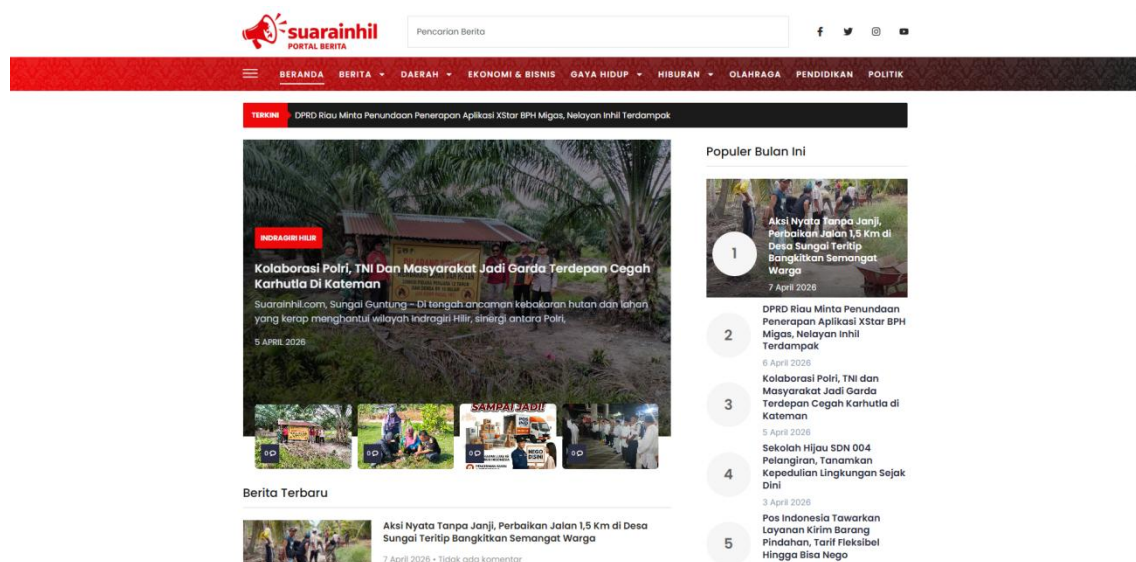 suarainhil
PORTAL BERITA
Pencarian Berita
BERANDA BERITA DAERAH EKONOMI & BISNIS GAYA HIDUP HIBURAN OLAHRAGA PENDIDIKAN POLITIK
TERKINI
DPRD Riau Minta Penundaan Penerapan Aplikasi XStar BPH Migas, Nelayan Inhil Terdampak
INDRAGIRI HILIR
Kolaborasi Polri, TNI Dan Masyarakat Jadi Garda Terdepan Cegah
Karhutla Di Kateman
Suarainhil.com, Sungai Guntung – Di tengah ancaman kebakaran hutan dan lahan
yang kerap menghantui wilayah Indragiri Hilir, sinergi antara Polri,
5 APRIL 2026
0
0
SAMPAI JADI!
NEGO
DISINI
0
0
Berita Terbaru
Aksi Nyata Tanpa Janji, Perbaikan Jalan 1,5 Km di Desa
Sungai Teritip Bangkitkan Semangat Warga
7 April 2026 • Tidak ada komentar
Populer Bulan Ini
1
Aksi Nyata Tanpa Janji,
Perbaikan Jalan 1,5 Km di
Desa Sungai Teritip
Bangkitkan Semangat
Warga
7 April 2026
2
DPRD Riau Minta Penundaan
Penerapan Aplikasi XStar BPH
Migas, Nelayan Inhil
Terdampak
6 April 2026
3
Kolaborasi Polri, TNI dan
Masyarakat Jadi Garda
Terdepan Cegah Karhutla di
Kateman
5 April 2026
4
Sekolah Hijau SDN 004
Pelangiran, Tanamkan
Kepedulian Lingkungan Sejak
Dini
3 April 2026
5
Pos Indonesia Tawarkan
Layanan Kirim Barang
Pindahan, Tarif Fleksibel
Hingga Bisa Nego